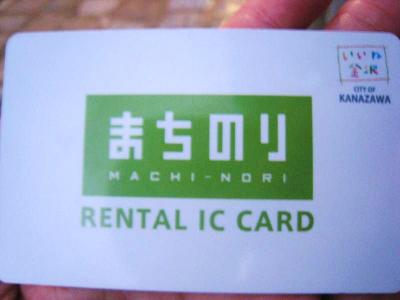 いいね
金沢
CITY OF
KANAZAWA
まちのり
MACHI-NORI
RENTAL IC CARD